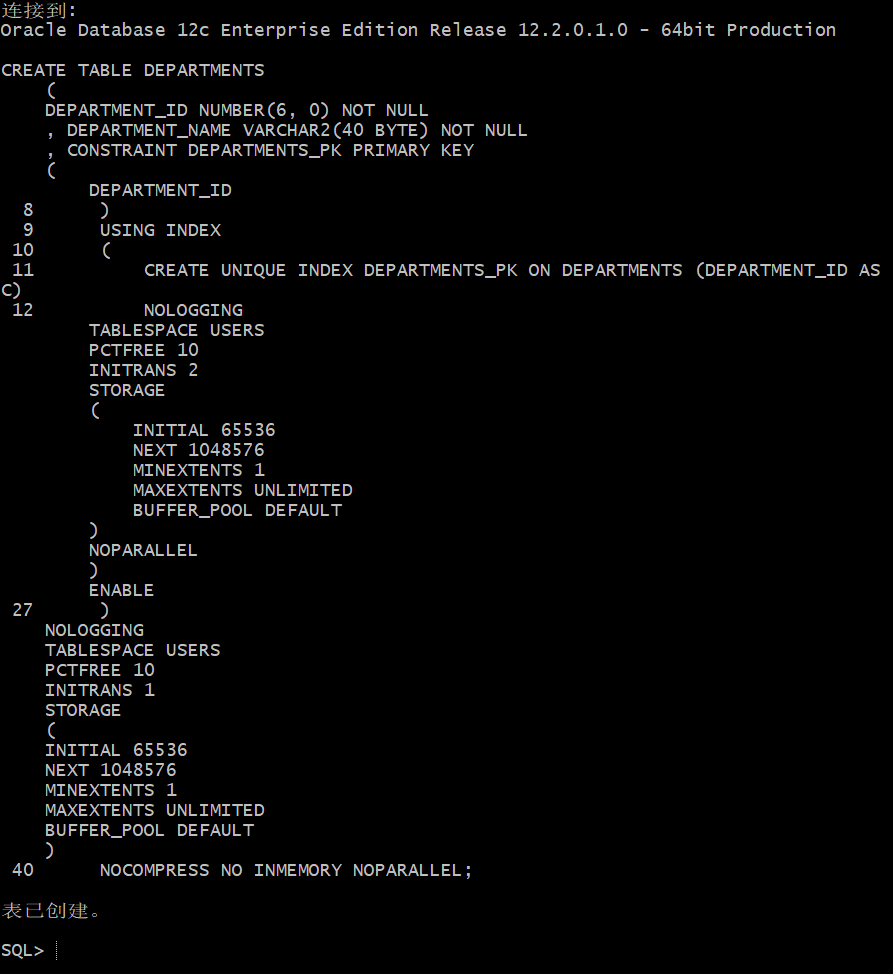 连接到:
Oracle Database 12c Enterprise Edition Release 12.2.0.1.0 - 64bit Production
CREATE TABLE DEPARTMENTS
(
DEPARTMENT_ID NUMBER(6, 0) NOT NULL
, DEPARTMENT_NAME VARCHAR2(40 BYTE) NOT NULL
, CONSTRAINT DEPARTMENTS_PK PRIMARY KEY
(
DEPARTMENT_ID
8 )
9 USING INDEX
10 (
11 CREATE UNIQUE INDEX DEPARTMENTS_PK ON DEPARTMENTS (DEPARTMENT_ID AS
C)
12 NOLOGGING
TABLESPACE USERS
PCTFREE 10
INITRANS 2
STORAGE
(
INITIAL 65536
NEXT 1048576
MINEXTENTS 1
MAXEXTENTS UNLIMITED
BUFFER_POOL DEFAULT
)
NOPARALLEL
)
ENABLE
27 )
NOLOGGING
TABLESPACE USERS
PCTFREE 10
INITRANS 1
STORAGE
(
INITIAL 65536
NEXT 1048576
MINEXTENTS 1
MAXEXTENTS UNLIMITED
BUFFER_POOL DEFAULT
)
40 NOCOMPRESS NO INMEMORY NOPARALLEL;
表已创建。
SQL>